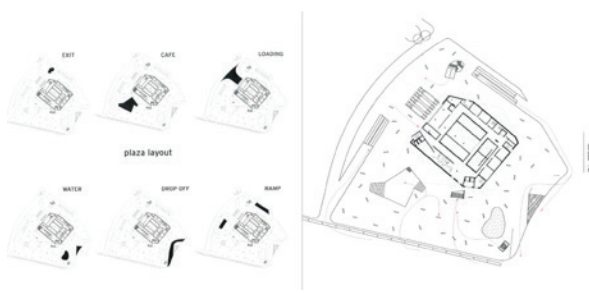 EXIT
CAFE
LOADING
plaza layout
WATER
DROP OFF
RAMP